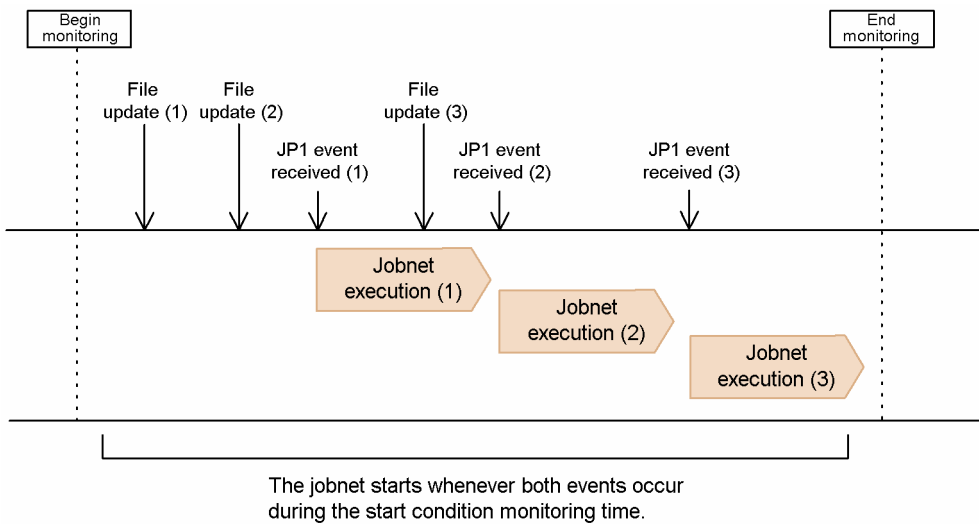 Begin
monitoring
End
monitoring
File
update (1)
File
update (2)
File
update (3)
JP1 event
received (1)
JP1 event
received (2)
JP1 event
received (3)
Jobnet
execution (1)
Jobnet
execution (2)
Jobnet
execution (3)
The jobnet starts whenever both events occur
during the start condition monitoring time.